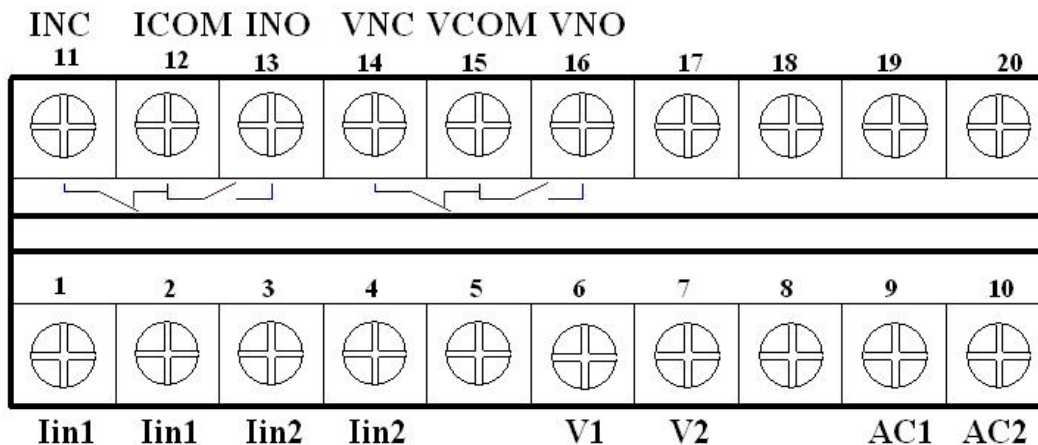 INC ICOM INO VNC VCOM VNO
11 12 13 14 15 16 17 18 19 20
1 2 3 4 5 6 7 8 9 10
Iin1 Iin1 Iin2 Iin2 V1 V2 AC1 AC2